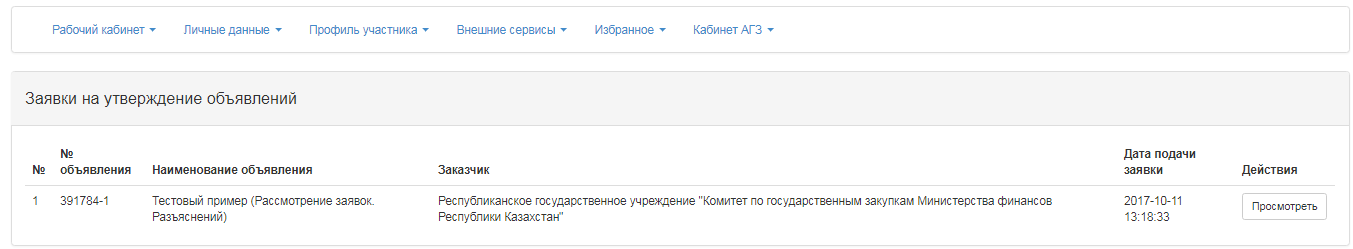 Рабочий кабинет Личные данные Профиль участника Внешние сервисы Избранное Кабинет АГЗ
Заявки на утверждение объявлений
№ № объявления Наименование объявления Заказчик Дата подачи заявки Действия
1 391784-1 Тестовый пример (Рассмотрение заявок. Республиканское государственное учреждение "Комитет по государственным закупкам Министерства финансов 2017-10-11 Просмотреть
Разъяснений) Республики Казахстан" 13:18:33